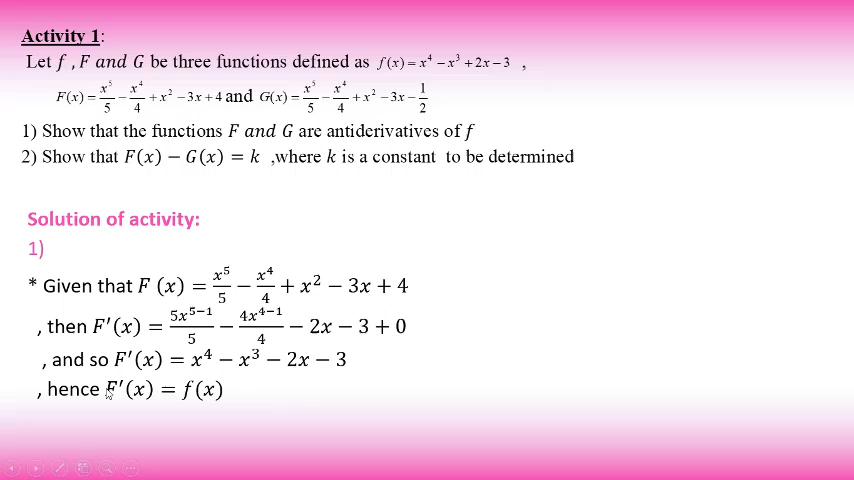 Activity 1:
Let f , F and G be three functions defined as f(x) = x⁴ − x³ + 2x − 3 ,
F(x) = x⁵/5 − x⁴/4 + x² − 3x + 4 and G(x) = x⁵/5 − x⁴/4 + x² − 3x − 1/2
1) Show that the functions F and G are antiderivatives of f
2) Show that F(x) − G(x) = k ,where k is a constant to be determined
Solution of activity:
1)
* Given that F (x) = x⁵/5 − x⁴/4 + x² − 3x + 4
, then F′(x) = 5x⁵⁻¹/5 − 4x⁴⁻¹/4 − 2x − 3 + 0
, and so F′(x) = x⁴ − x³ − 2x − 3
, hence F′(x) = f(x)